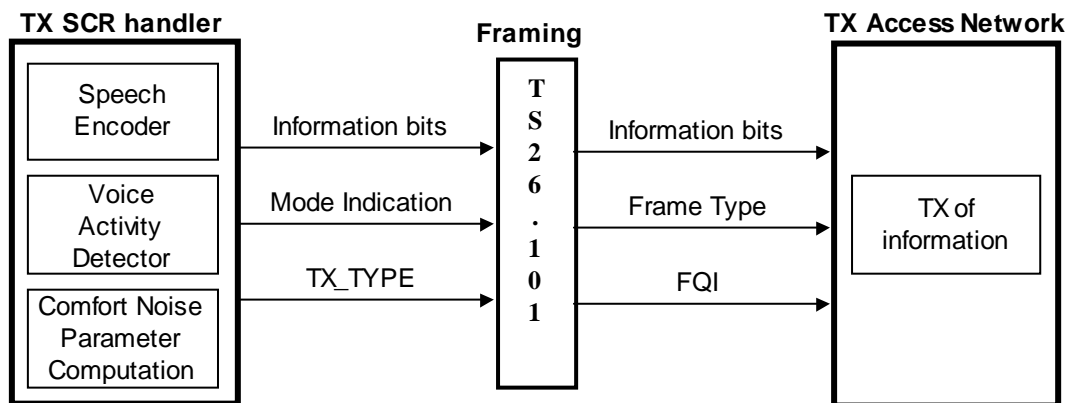 TX SCR handler
Framing
TX Access Network
Speech
Encoder
Voice
Activity
Detector
Comfort Noise
Parameter
Computation
Information bits
Mode Indication
TX_TYPE
T
S
2
6
.
1
0
1
Information bits
Frame Type
FQI
TX of
information